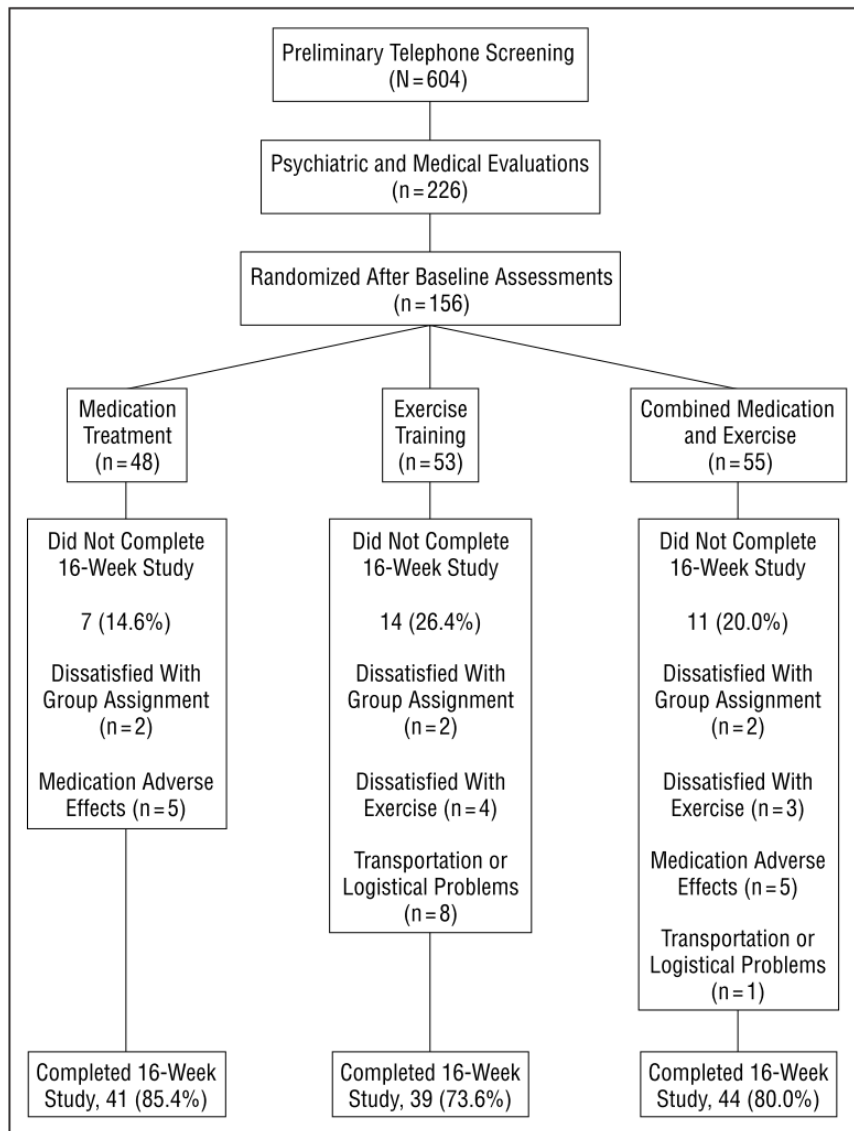 Preliminary Telephone Screening
(N=604)
Psychiatric and Medical Evaluations
(n=226)
Randomized After Baseline Assessments
(n=156)
Medication
Treatment
(n=48)
Did Not Complete
16-Week Study
7 (14.6%)
Dissatisfied With
Group Assignment
(n=2)
Medication Adverse
Effects (n=5)
Completed 16-Week
Study, 41 (85.4%)
Exercise
Training
(n=53)
Did Not Complete
16-Week Study
14 (26.4%)
Dissatisfied With
Group Assignment
(n=2)
Dissatisfied With
Exercise (n=4)
Transportation or
Logistical Problems
(n=8)
Completed 16-Week
Study, 39 (73.6%)
Combined Medication
and Exercise
(n=55)
Did Not Complete
16-Week Study
11 (20.0%)
Dissatisfied With
Group Assignment
(n=2)
Dissatisfied With
Exercise (n=3)
Medication Adverse
Effects (n=5)
Transportation or
Logistical Problems
(n=1)
Completed 16-Week
Study, 44 (80.0%)